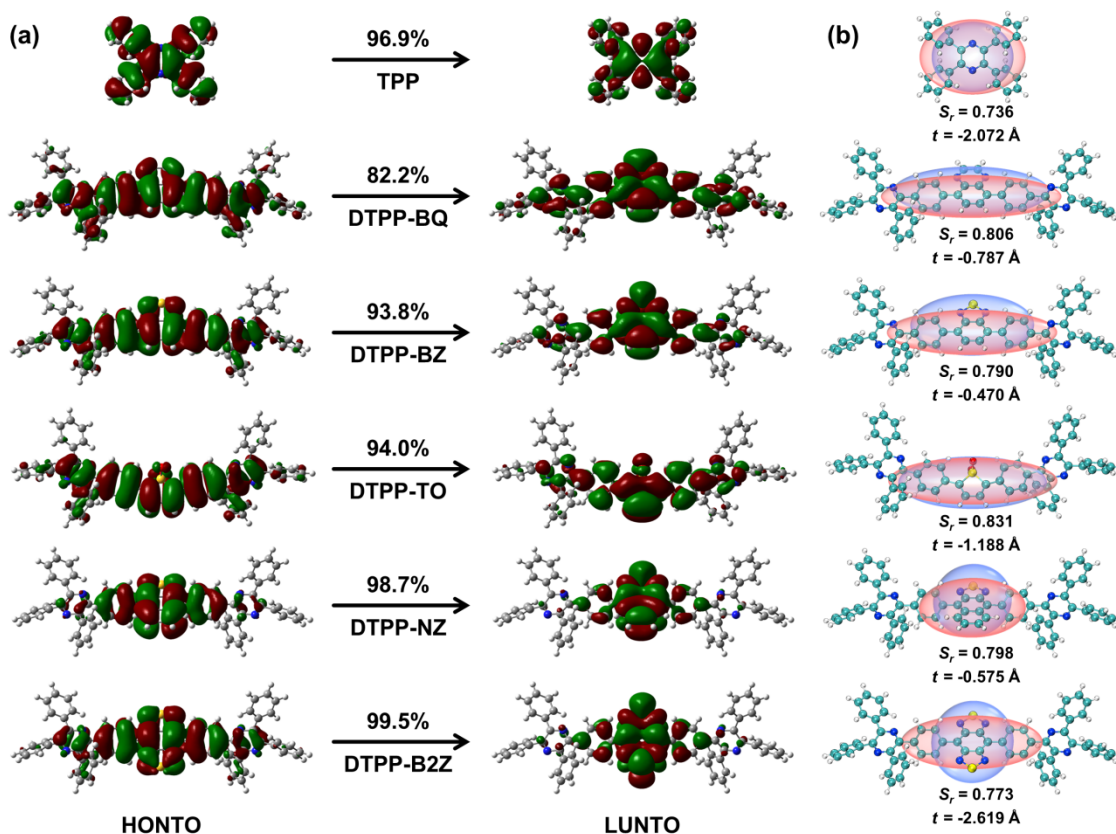 (a)
96.9%
TPP
(b)
Sr = 0.736
t = -2.072 Å
82.2%
DTPP-BQ
Sr = 0.806
t = -0.787 Å
93.8%
DTPP-BZ
Sr = 0.790
t = -0.470 Å
94.0%
DTPP-TO
Sr = 0.831
t = -1.188 Å
98.7%
DTPP-NZ
Sr = 0.798
t = -0.575 Å
99.5%
DTPP-B2Z
Sr = 0.773
t = -2.619 Å
HONTO
LUNTO